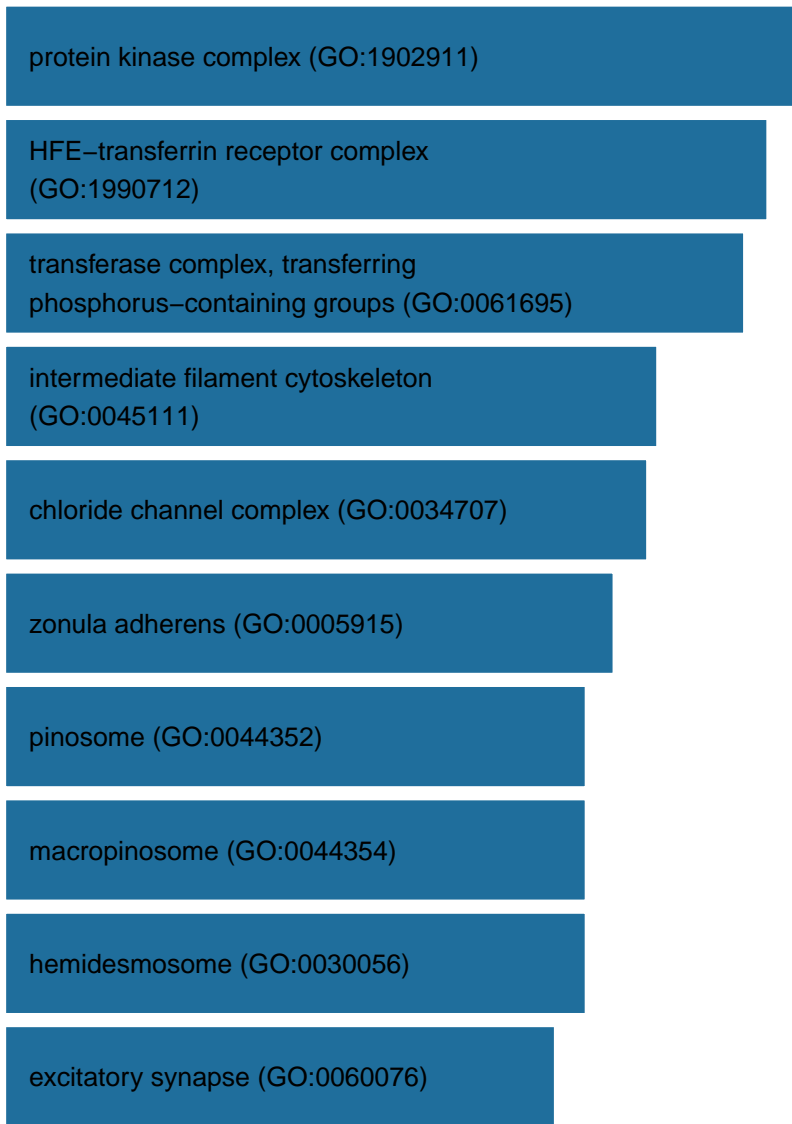 protein kinase complex (GO:1902911)
HFE−transferrin receptor complex
(GO:1990712)
transferase complex, transferring
phosphorus−containing groups (GO:0061695)
intermediate filament cytoskeleton
(GO:0045111)
chloride channel complex (GO:0034707)
zonula adherens (GO:0005915)
pinosome (GO:0044352)
macropinosome (GO:0044354)
hemidesmosome (GO:0030056)
excitatory synapse (GO:0060076)